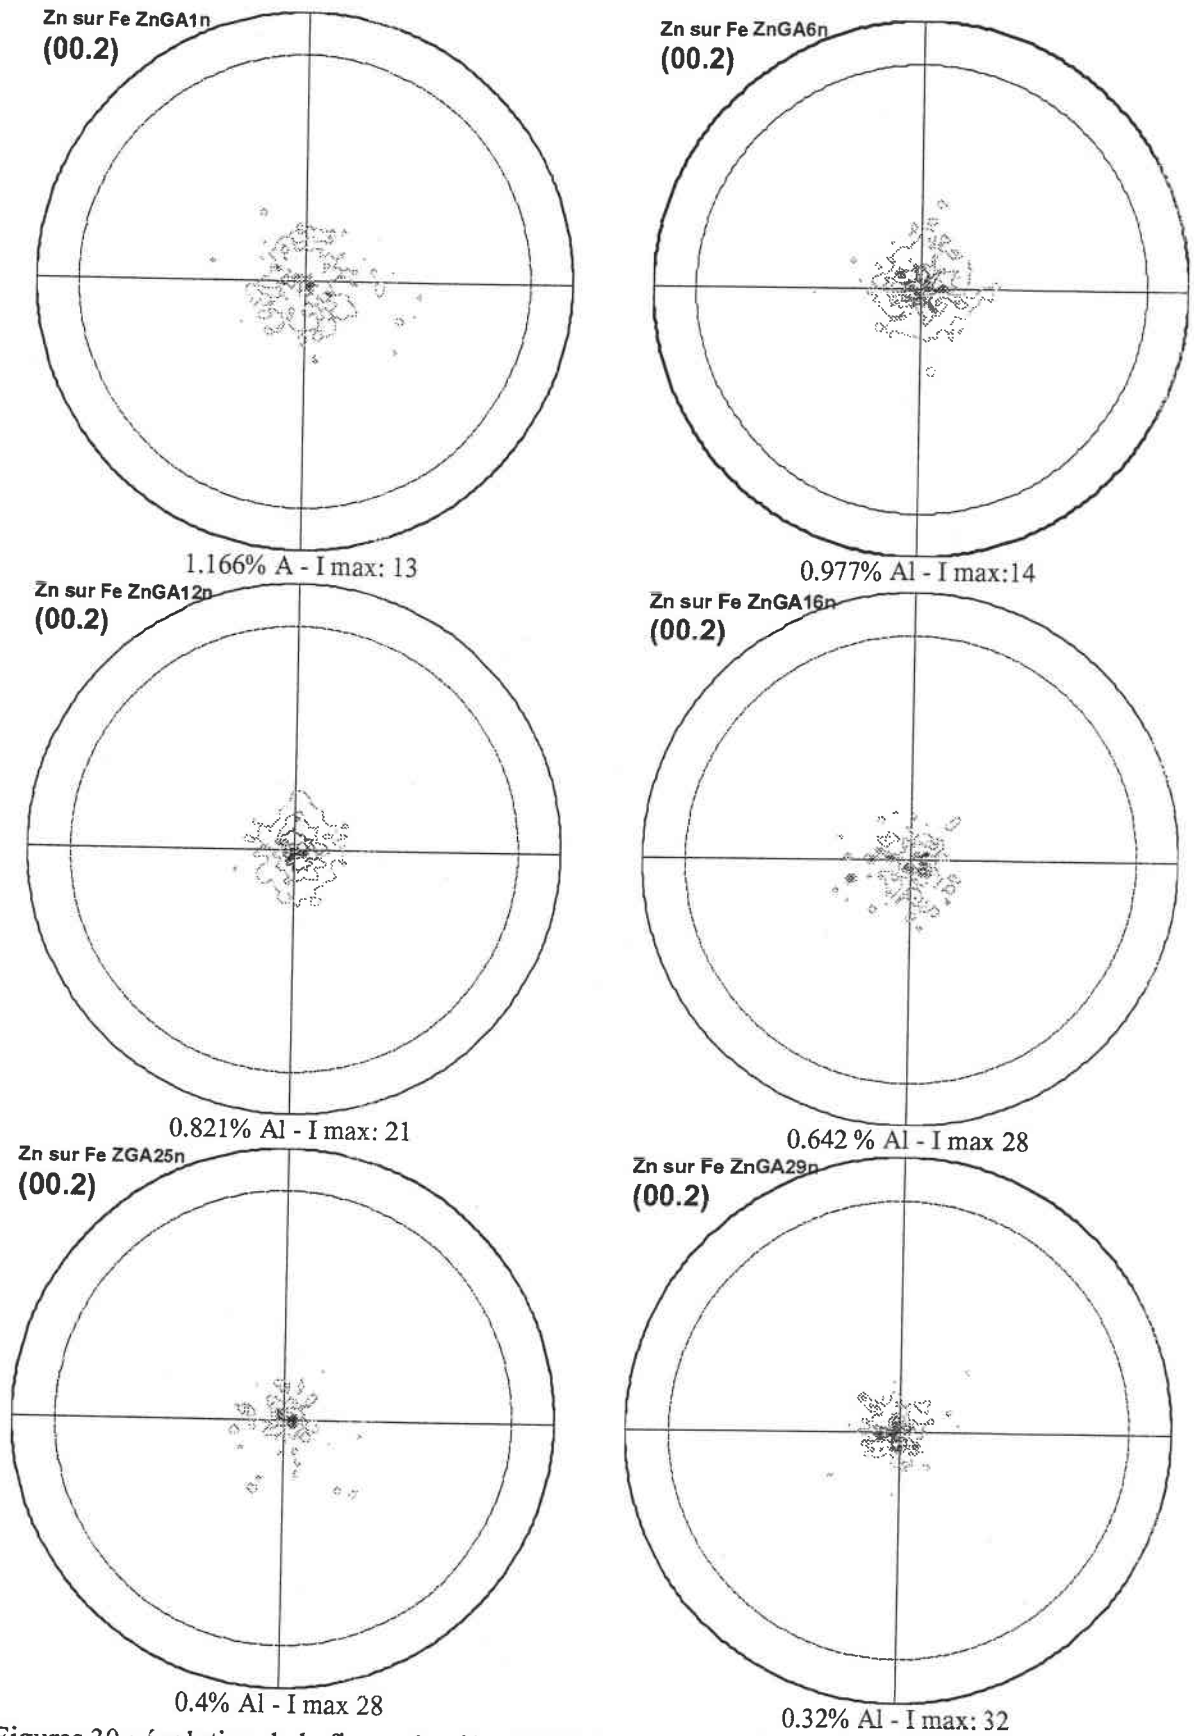 Zn sur Fe ZnGA1n
(00.2)
Zn sur Fe ZnGA6n
(00.2)
1.166% A - I max: 13
0.977% Al - I max:14
Zn sur Fe ZnGA12n
(00.2)
Zn sur Fe ZnGA16n
(00.2)
0.821% Al - I max: 21
0.642 % Al - I max 28
Zn sur Fe ZGA25n
(00.2)
Zn sur Fe ZnGA29n
(00.2)
0.4% Al - I max 28
0.32% Al - I max: 32